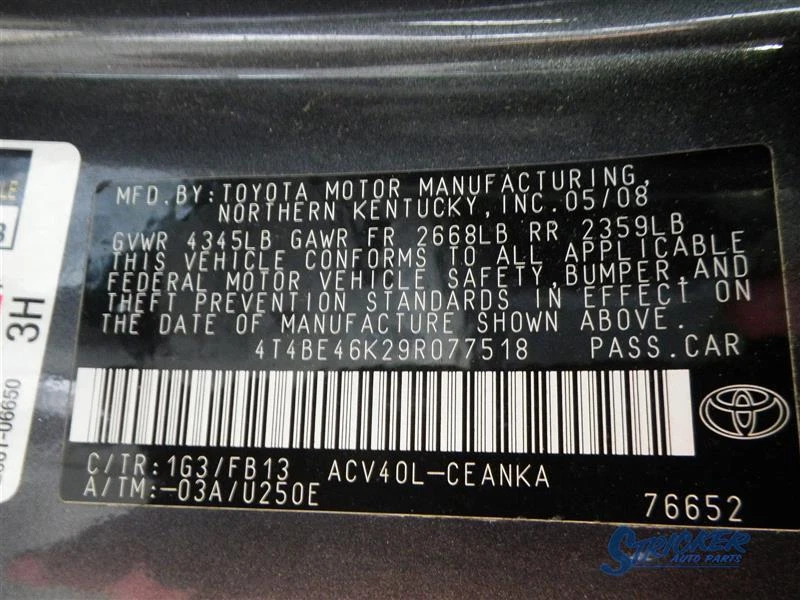 MFD.BY:TOYOTA MOTOR MANUFACTURING,
NORTHERN KENTUCKY, INC. 05/08
GVWR 4345LB GAWR FR 2668LB RR 2359LB
THIS VEHICLE CONFORMS TO ALL APPLICABLE
FEDERAL MOTOR VEHICLE SAFETY,BUMPER,AND
THEFT PREVENTION STANDARDS IN EFFECT ON
THE DATE OF MANUFACTURE SHOWN ABOVE.
4T4BE46K29R077518 PASS.CAR
C/TR:1G3/FB13 ACV40L-CEANKA
A/TM:-03A/U250E 76652
3H
STRICKER
AUTO PARTS